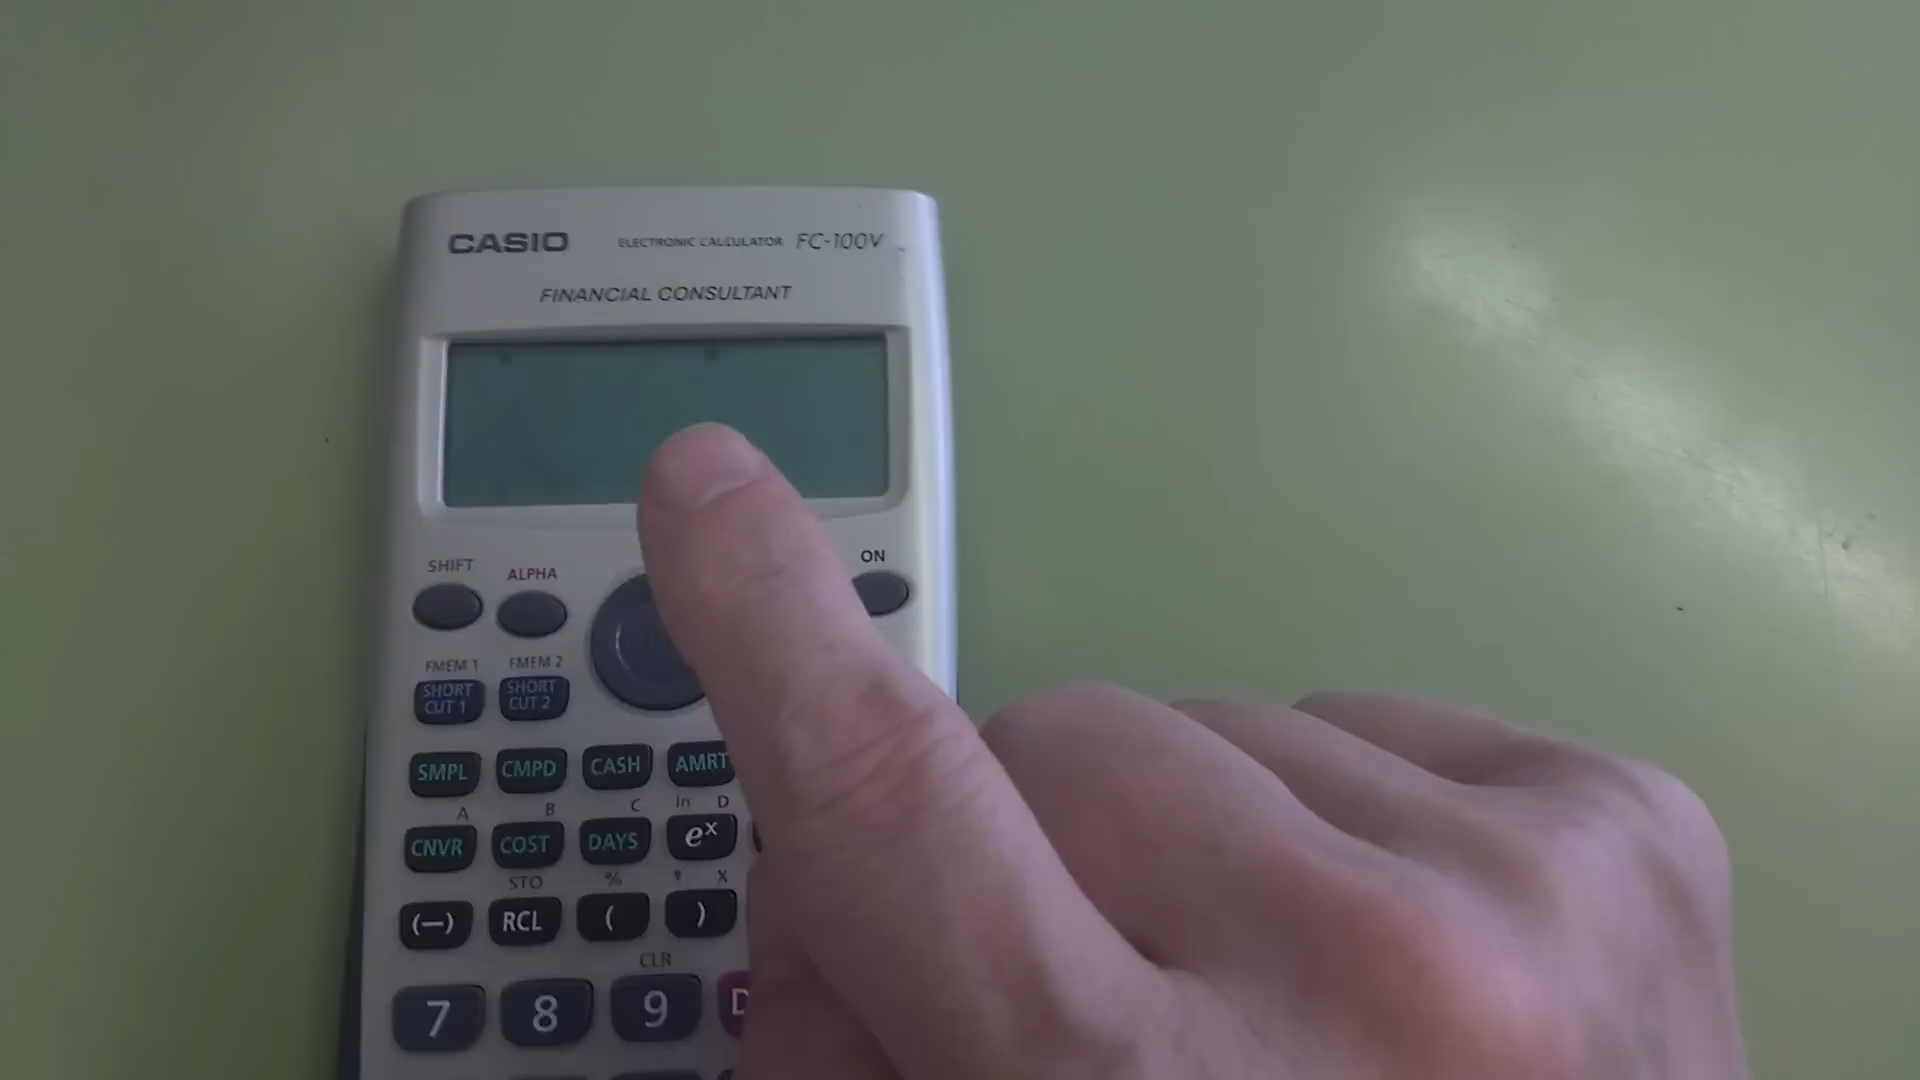 CASIO ELECTRONIC CALCULATOR FC-100V
FINANCIAL CONSULTANT
SHIFT ALPHA ON
FMEM 1 FMEM 2
SHORT CUT 1 SHORT CUT 2
SMPL CMPD CASH AMRT
A B C ln D
CNVR COST DAYS eˣ
STO % , X
(−) RCL ( )
CLR
7 8 9 D